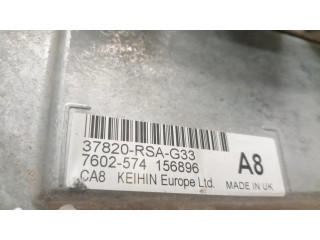 37820-RSA-G33
7602-574 156896
CA8 KEIHIN Europe Ltd.
A8
MADE IN UK